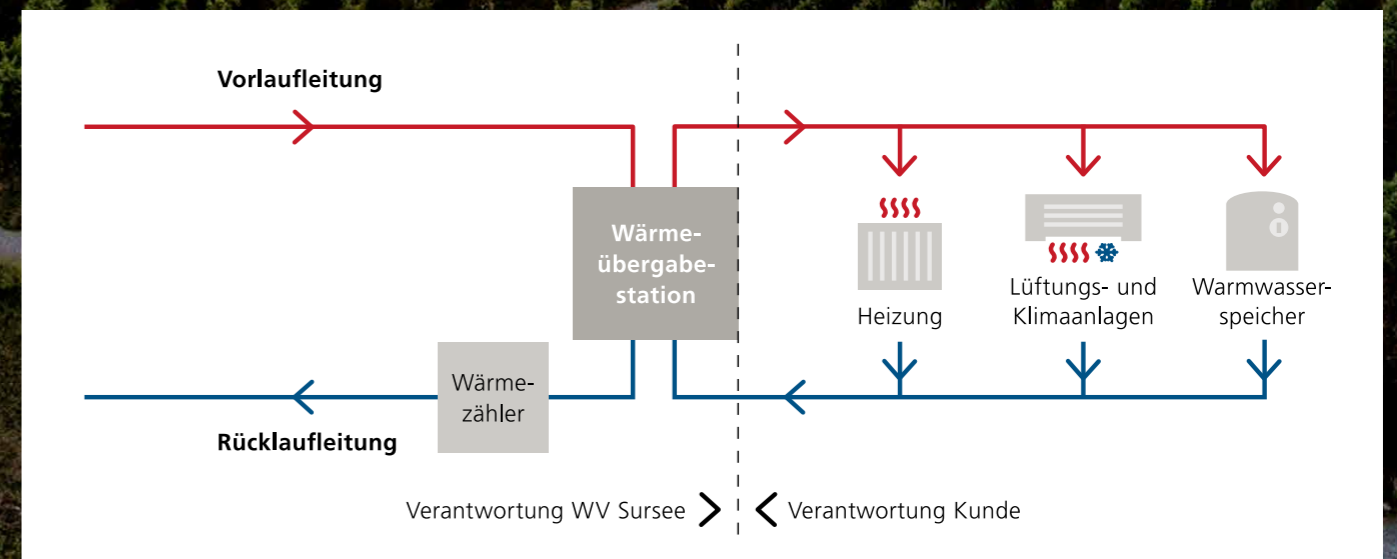 Vorlaufleitung
Wärme-
übergabe-
station
Heizung
Lüftungs- und
Klimaanlagen
Warmwasser-
speicher
Wärme-
zähler
Rücklaufleitung
Verantwortung WV Sursee
Verantwortung Kunde